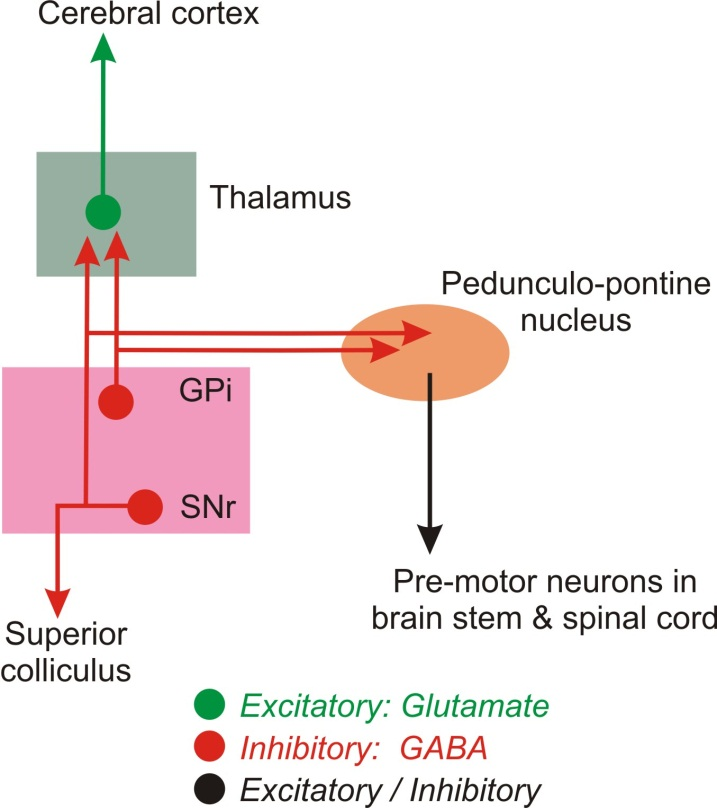 Cerebral cortex
Thalamus
Pedunculo-pontine
nucleus
GPi
SNr
Pre-motor neurons in
brain stem & spinal cord
Superior
colliculus
Excitatory: Glutamate
Inhibitory: GABA
Excitatory / Inhibitory